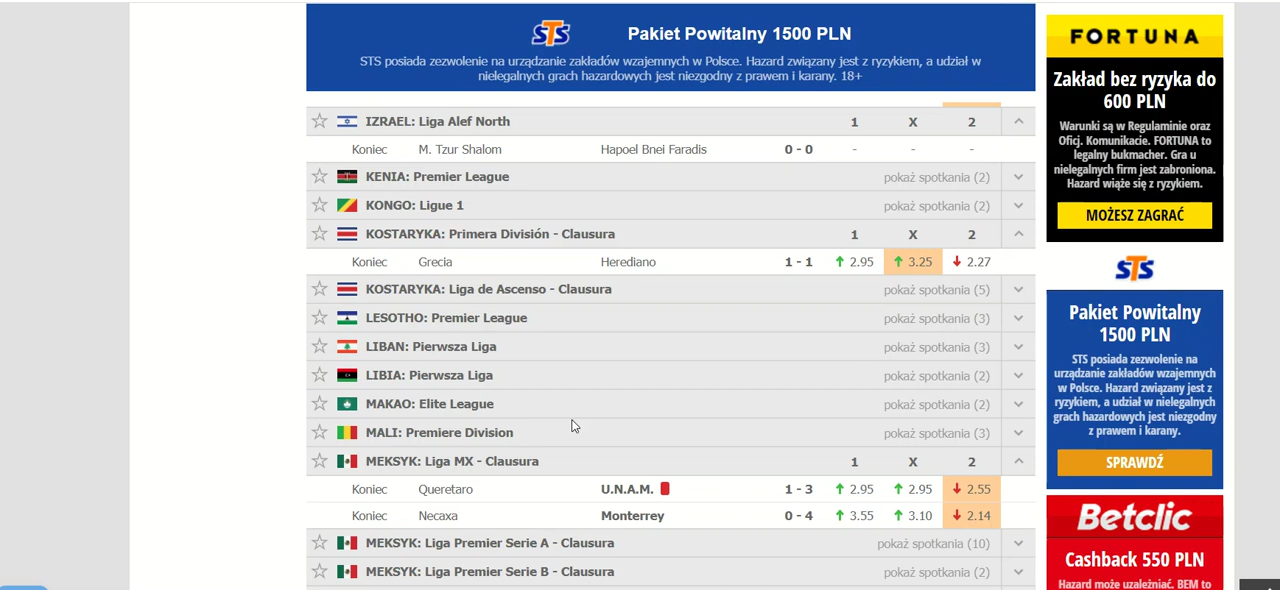 STS Pakiet Powitalny 1500 PLN
STS posiada zezwolenie na urządzanie zakładów wzajemnych w Polsce. Hazard związany jest z ryzykiem, a udział w
nielegalnych grach hazardowych jest niezgodny z prawem i karany. 18+
IZRAEL: Liga Alef North 1 X 2
Koniec M. Tzur Shalom Hapoel Bnei Faradis 0 - 0 - - -
KENIA: Premier League pokaż spotkania (2)
KONGO: Ligue 1 pokaż spotkania (2)
KOSTARYKA: Primera División - Clausura 1 X 2
Koniec Grecia Herediano 1 - 1 2.95 3.25 2.27
KOSTARYKA: Liga de Ascenso - Clausura pokaż spotkania (5)
LESOTHO: Premier League pokaż spotkania (3)
LIBAN: Pierwsza Liga pokaż spotkania (3)
LIBIA: Pierwsza Liga pokaż spotkania (2)
MAKAO: Elite League pokaż spotkania (2)
MALI: Premiere Division pokaż spotkania (3)
MEKSYK: Liga MX - Clausura 1 X 2
Koniec Queretaro U.N.A.M. 1 - 3 2.95 2.95 2.55
Koniec Necaxa Monterrey 0 - 4 3.55 3.10 2.14
MEKSYK: Liga Premier Serie A - Clausura pokaż spotkania (10)
MEKSYK: Liga Premier Serie B - Clausura pokaż spotkania (2)
FORTUNA
Zakład bez ryzyka do
600 PLN
Warunki są w Regulaminie oraz
Oficj. Komunikacie. FORTUNA to
legalny bukmacher. Gra u
nielegalnych firm jest zabroniona.
Hazard wiąże się z ryzykiem.
MOŻESZ ZAGRAĆ
STS
Pakiet Powitalny
1500 PLN
STS posiada zezwolenie na
urządzanie zakładów wzajemnych
w Polsce. Hazard związany jest z
ryzykiem, a udział w nielegalnych
grach hazardowych jest niezgodny
z prawem i karany.
SPRAWDŹ
Betclic
Cashback 550 PLN
Hazard może uzależniać. BEM to